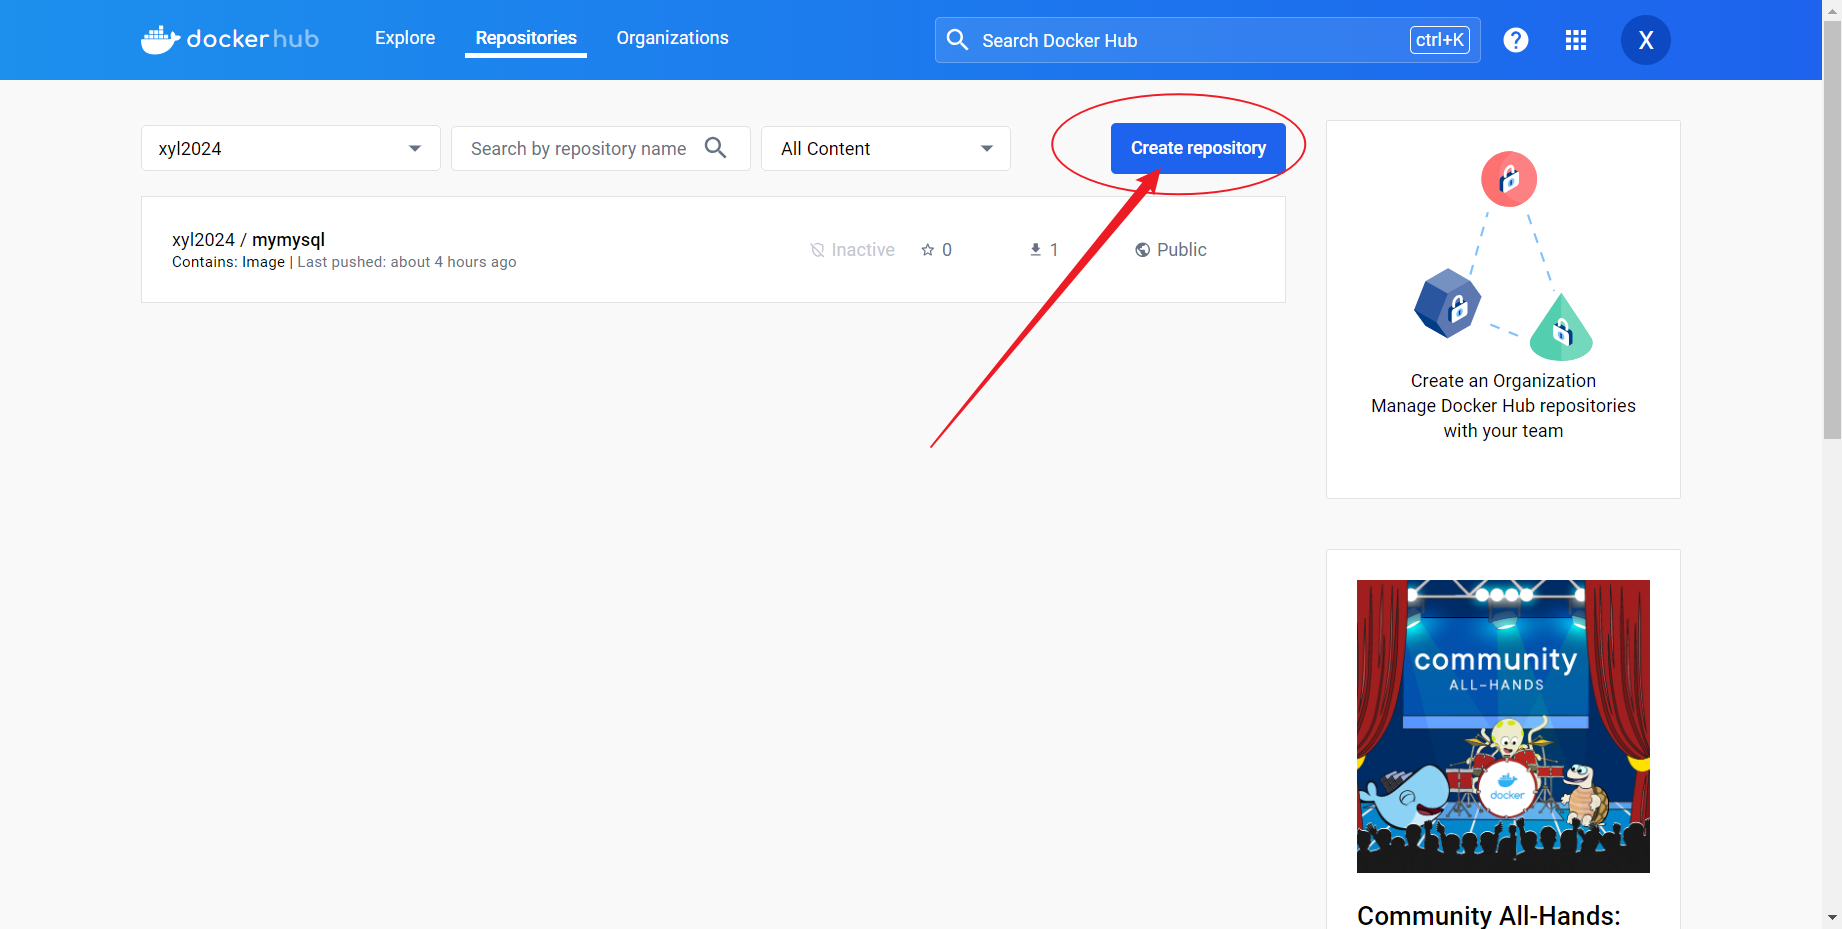 docker hub
Explore
Repositories
Organizations
Search Docker Hub
ctrl+K
X
xyl2024
Search by repository name
All Content
Create repository
xyl2024 / mymysql
Contains: Image | Last pushed: about 4 hours ago
Inactive
0
1
Public
Create an Organization
Manage Docker Hub repositories
with your team
community
ALL-HANDS
docker
Community All-Hands: